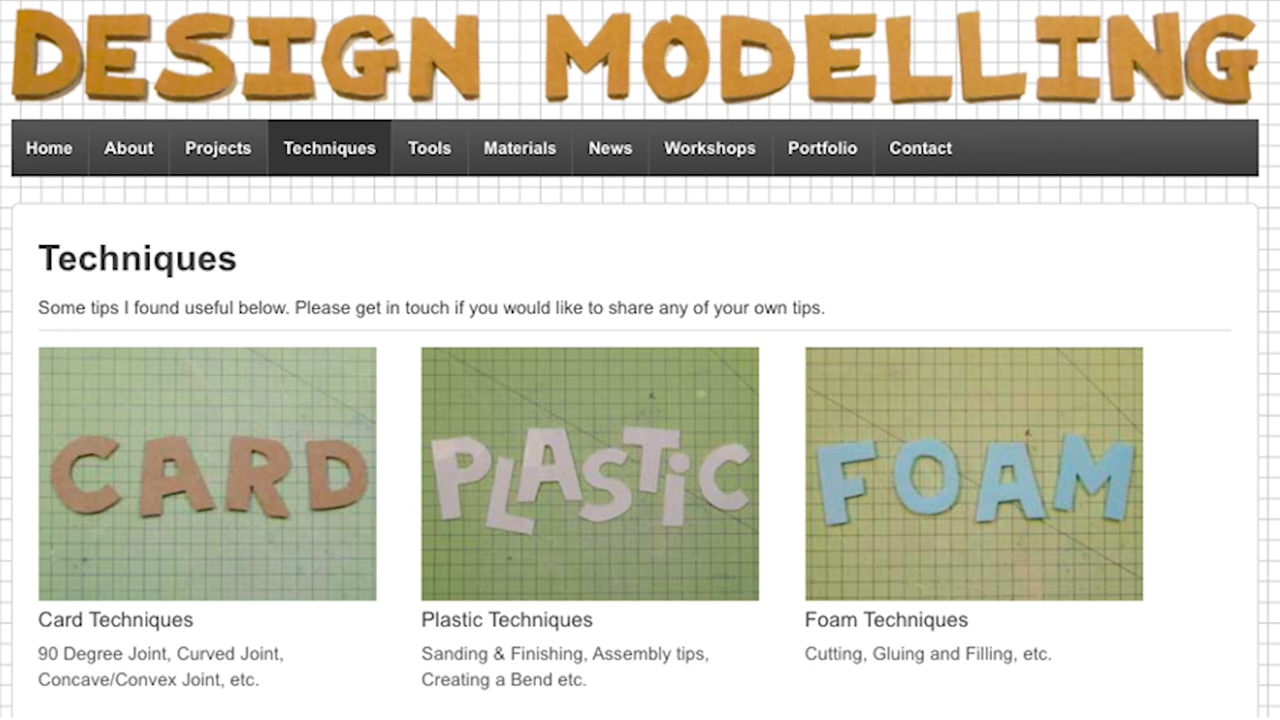 DESIGN MODELLING
Home About Projects Techniques Tools Materials News Workshops Portfolio Contact
Techniques
Some tips I found useful below. Please get in touch if you would like to share any of your own tips.
CARD
PLASTiC
FOAM
Card Techniques
90 Degree Joint, Curved Joint,
Concave/Convex Joint, etc.
Plastic Techniques
Sanding & Finishing, Assembly tips,
Creating a Bend etc.
Foam Techniques
Cutting, Gluing and Filling, etc.